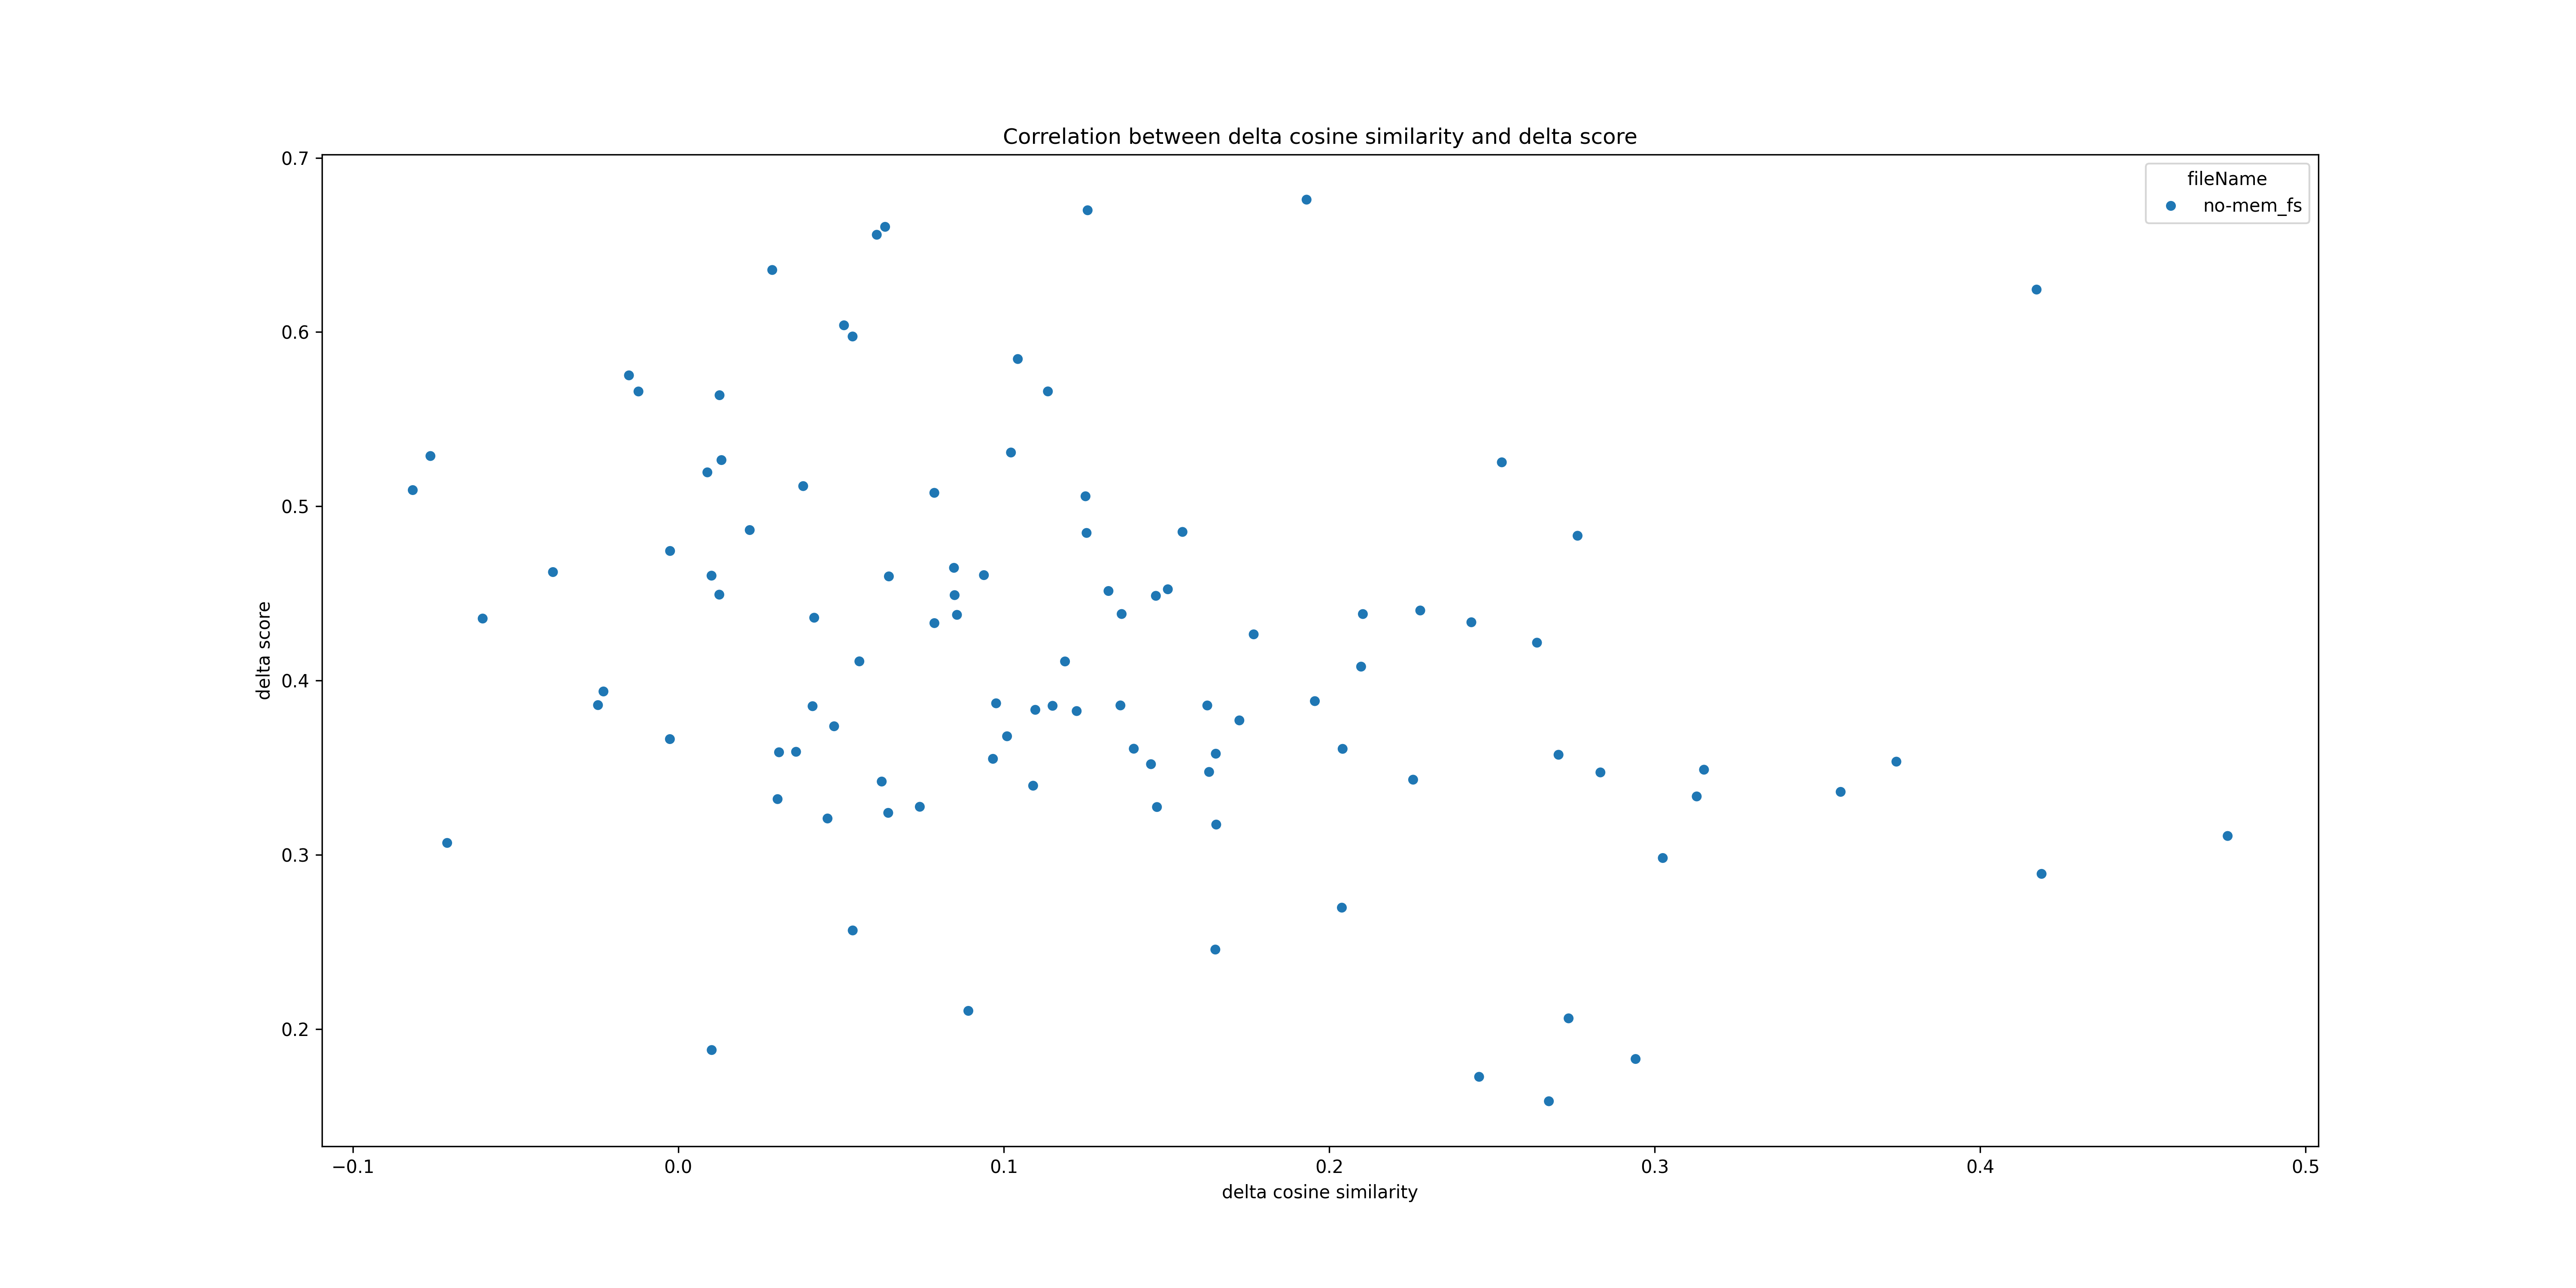 Correlation between delta cosine similarity and delta score
fileName
no-mem_fs
delta score
0.7
0.6
0.5
0.4
0.3
0.2
−0.1
0.0
0.1
0.2
0.3
0.4
0.5
delta cosine similarity